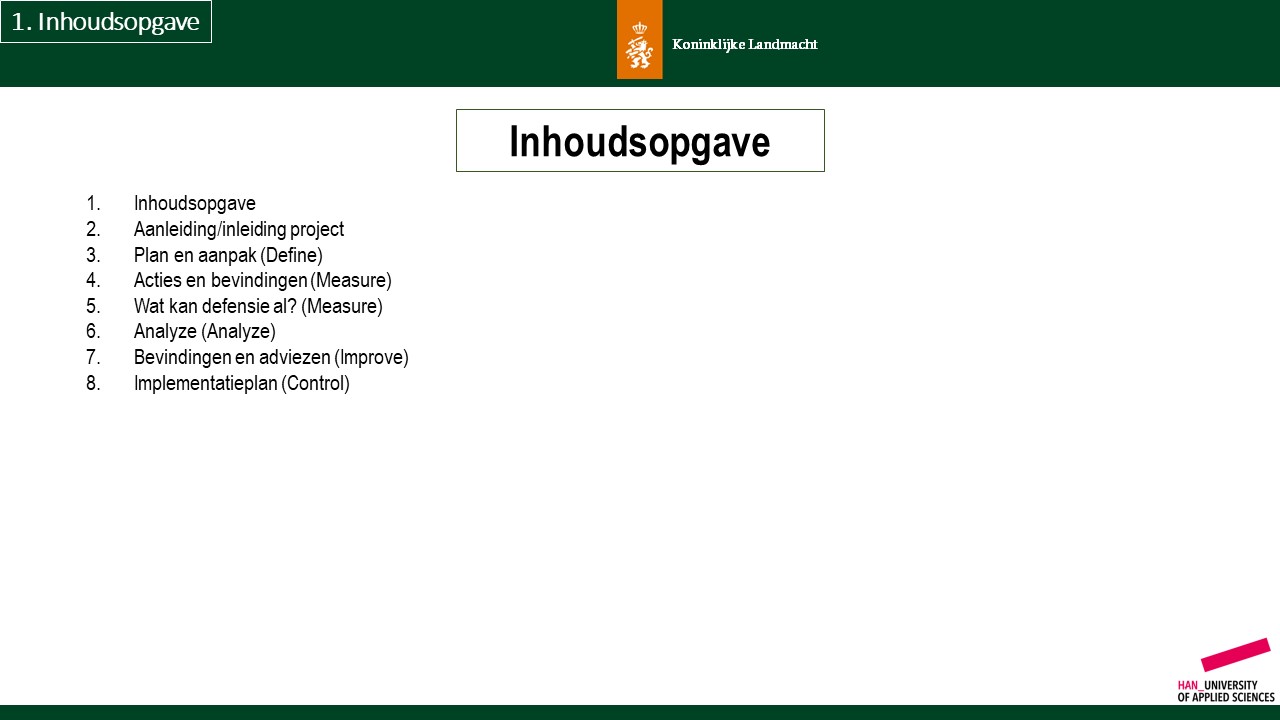 1. Inhoudsopgave
Koninklijke Landmacht
Inhoudsopgave
1. Inhoudsopgave
2. Aanleiding/inleiding project
3. Plan en aanpak (Define)
4. Acties en bevindingen (Measure)
5. Wat kan defensie al? (Measure)
6. Analyze (Analyze)
7. Bevindingen en adviezen (Improve)
8. Implementatieplan (Control)
HAN_UNIVERSITY
OF APPLIED SCIENCES